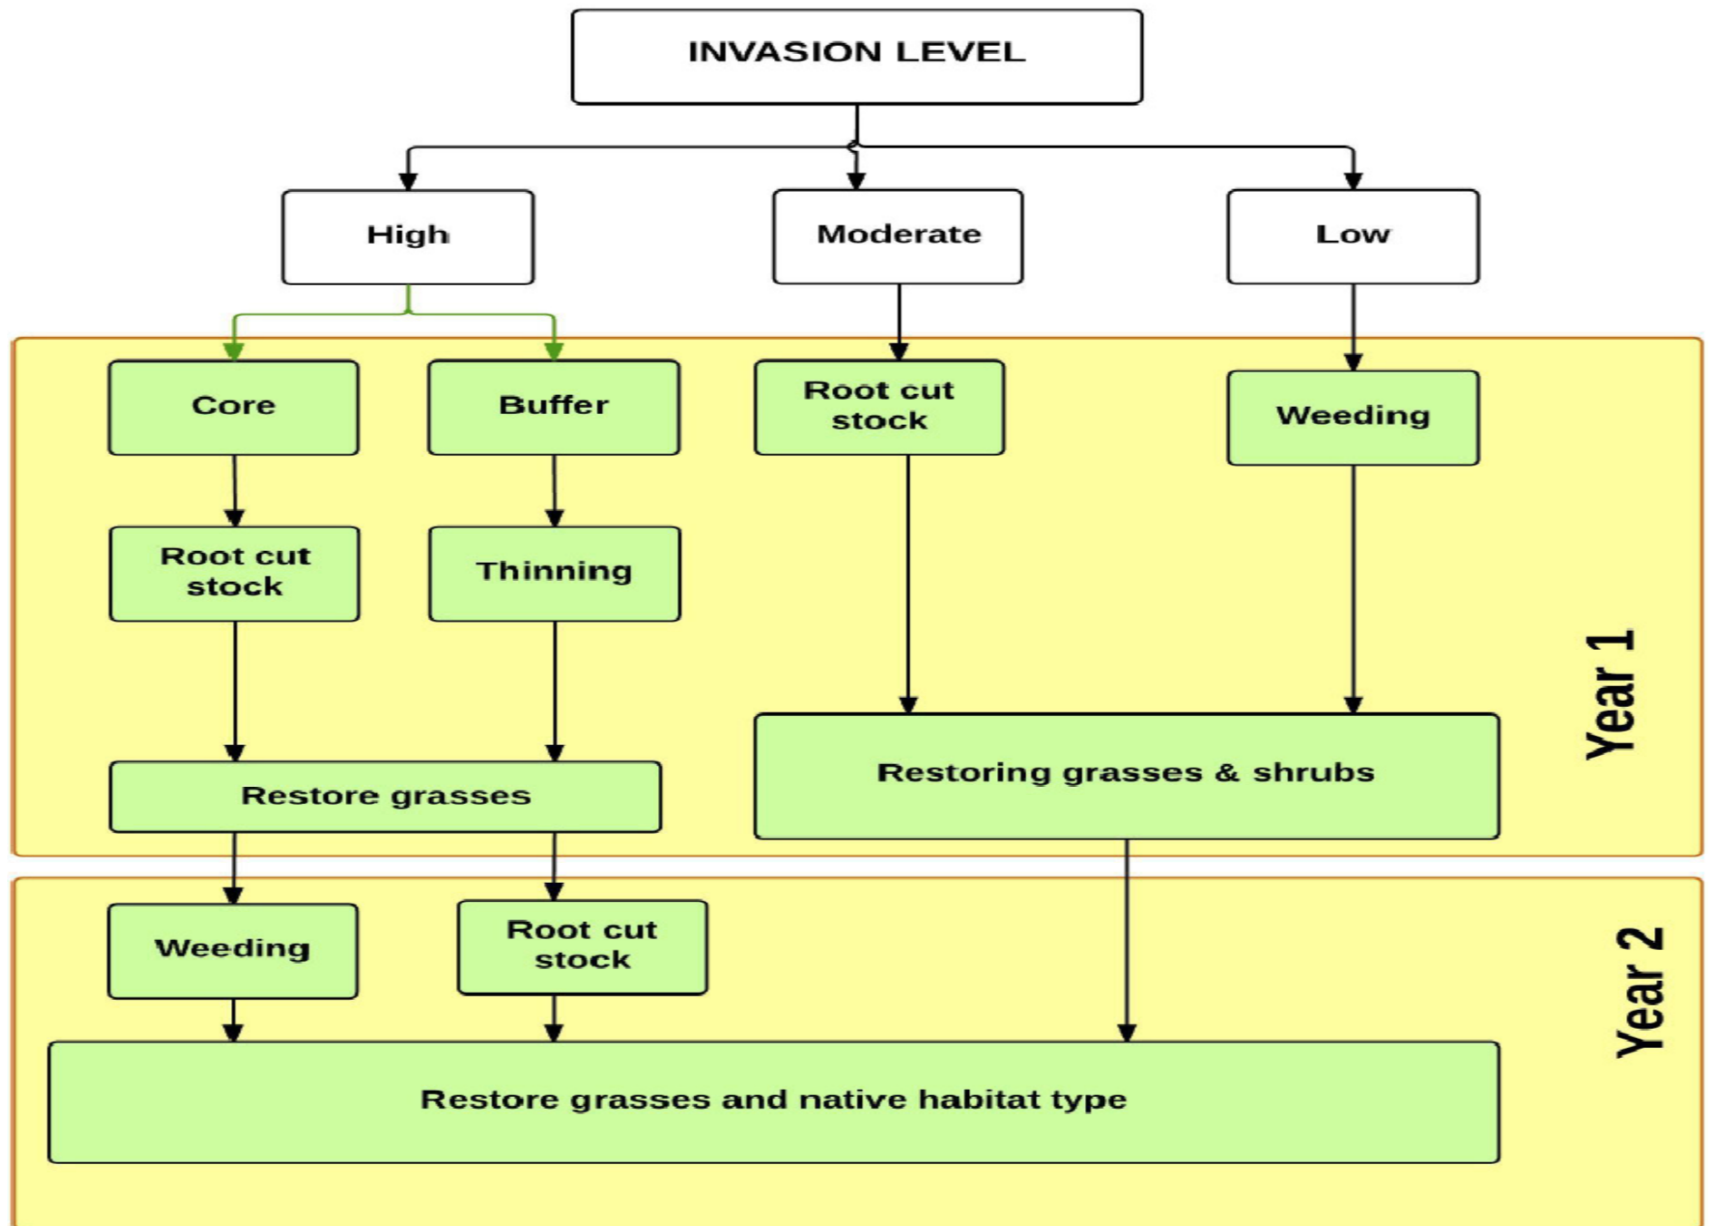 INVASION LEVEL
High
Moderate
Low
Core
Buffer
Root cut
stock
Weeding
Root cut
stock
Thinning
Restore grasses
Restoring grasses & shrubs
Year 1
Weeding
Root cut
stock
Year 2
Restore grasses and native habitat type